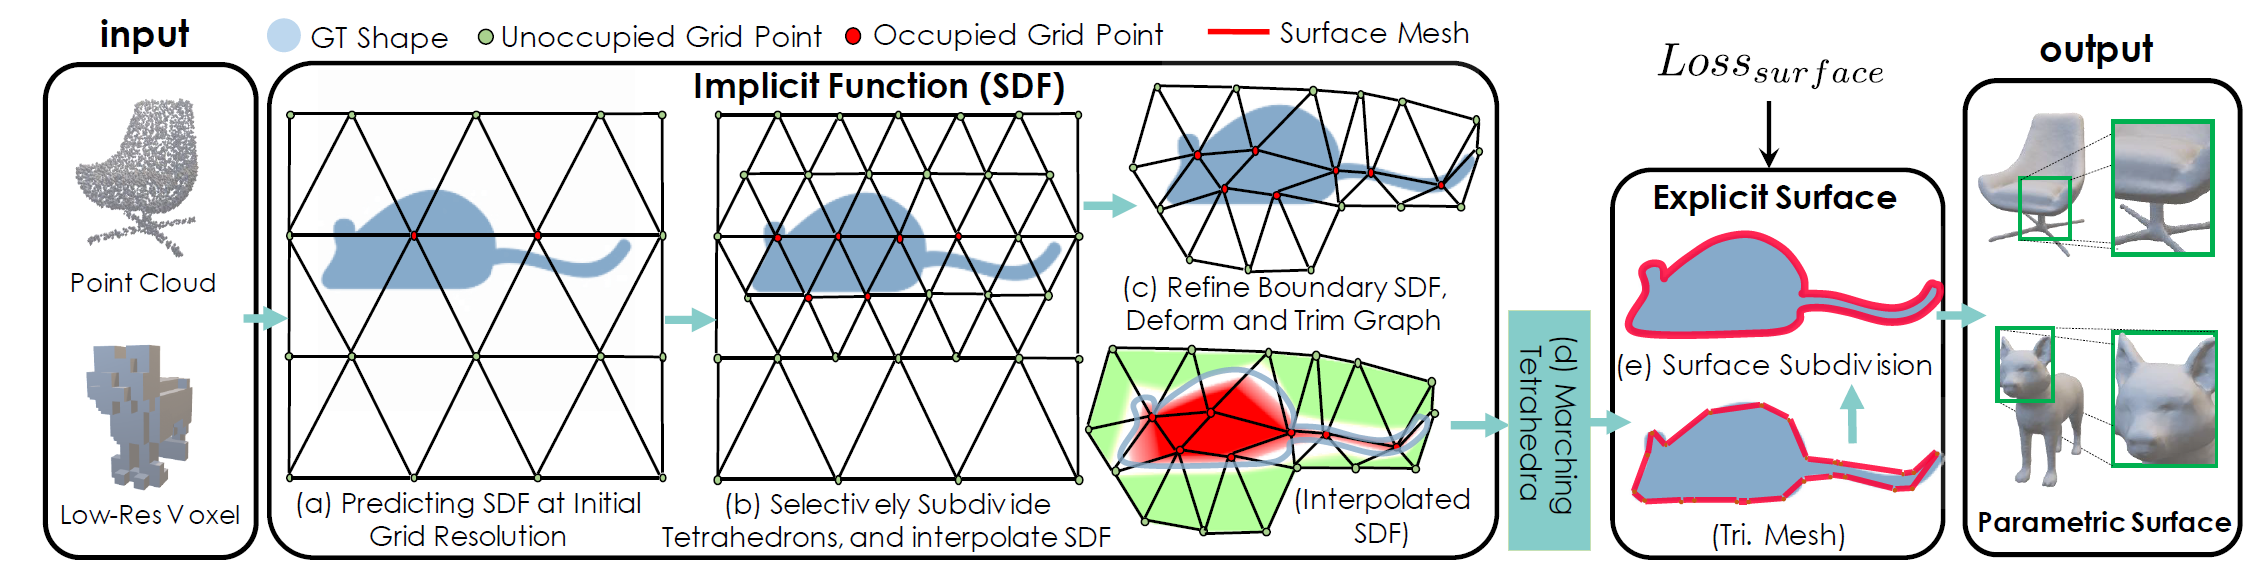 input
GT Shape
Unoccupied Grid Point
Occupied Grid Point
Surface Mesh
Implicit Function (SDF)
Loss_surface
output
Point Cloud
Low-Res Voxel
(a) Predicting SDF at Initial
Grid Resolution
(b) Selectively Subdivide
Tetrahedrons, and interpolate SDF
(c) Refine Boundary SDF,
Deform and Trim Graph
(Interpolated
SDF)
(d) Marching
Tetrahedra
Explicit Surface
(e) Surface Subdivision
(Tri. Mesh)
Parametric Surface